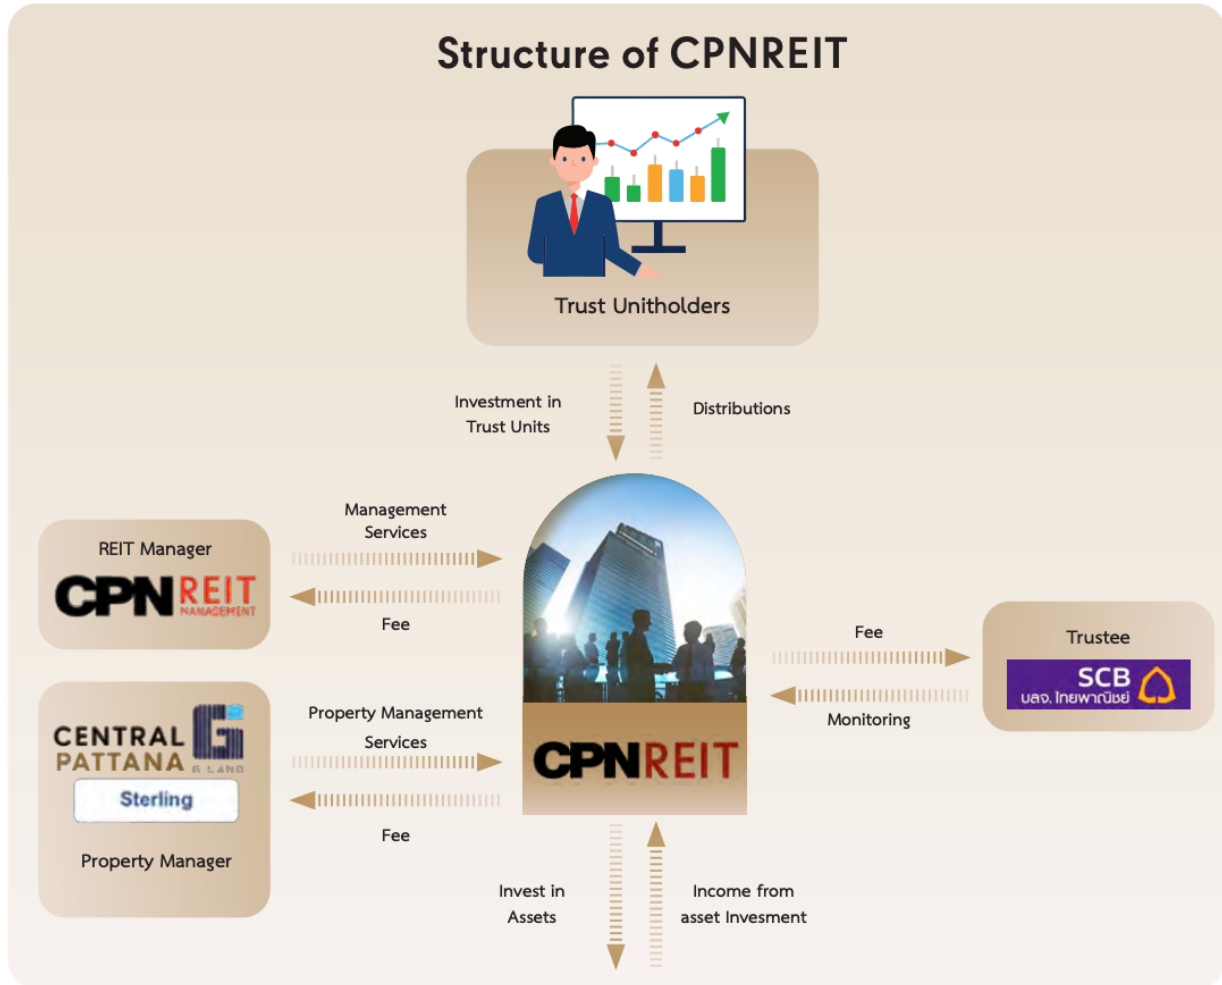 Structure of CPNREIT
Trust Unitholders
Investment in
Trust Units
Distributions
Management
Services
REIT Manager
CPN REIT
MANAGEMENT
Fee
Fee
Trustee
SCB
บลจ. ไทยพาณิชย์
Monitoring
Property Management
Services
CENTRAL
PATTANA
G LAND
Sterling
Property Manager
Fee
CPNREIT
Invest in
Assets
Income from
asset Invesment